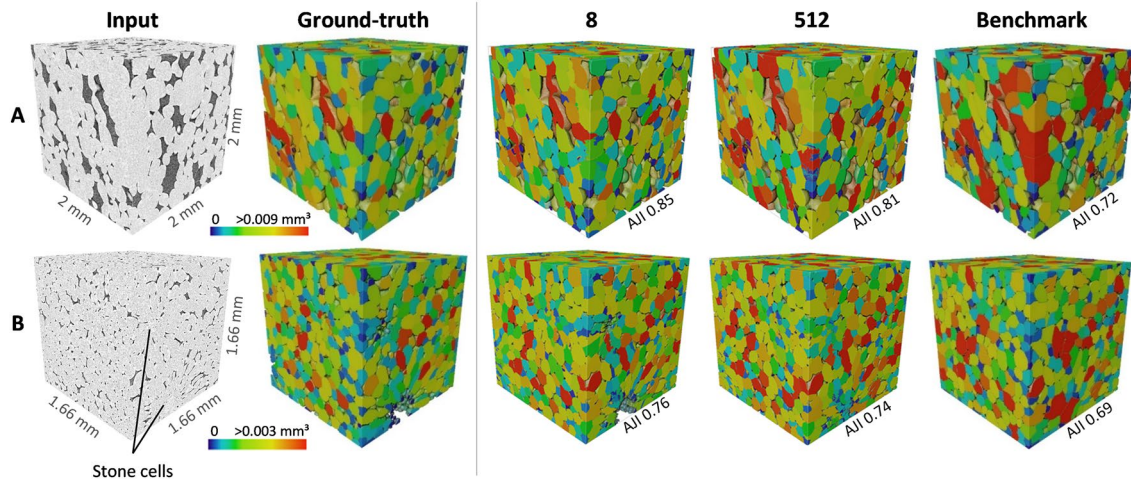 Input Ground-truth 8 512 Benchmark
A
2 mm
2 mm 2 mm
0 >0.009 mm³
AJI 0.85
AJI 0.81
AJI 0.72
B
1.66 mm
1.66 mm 1.66 mm
0 >0.003 mm³
AJI 0.76
AJI 0.74
AJI 0.69
Stone cells